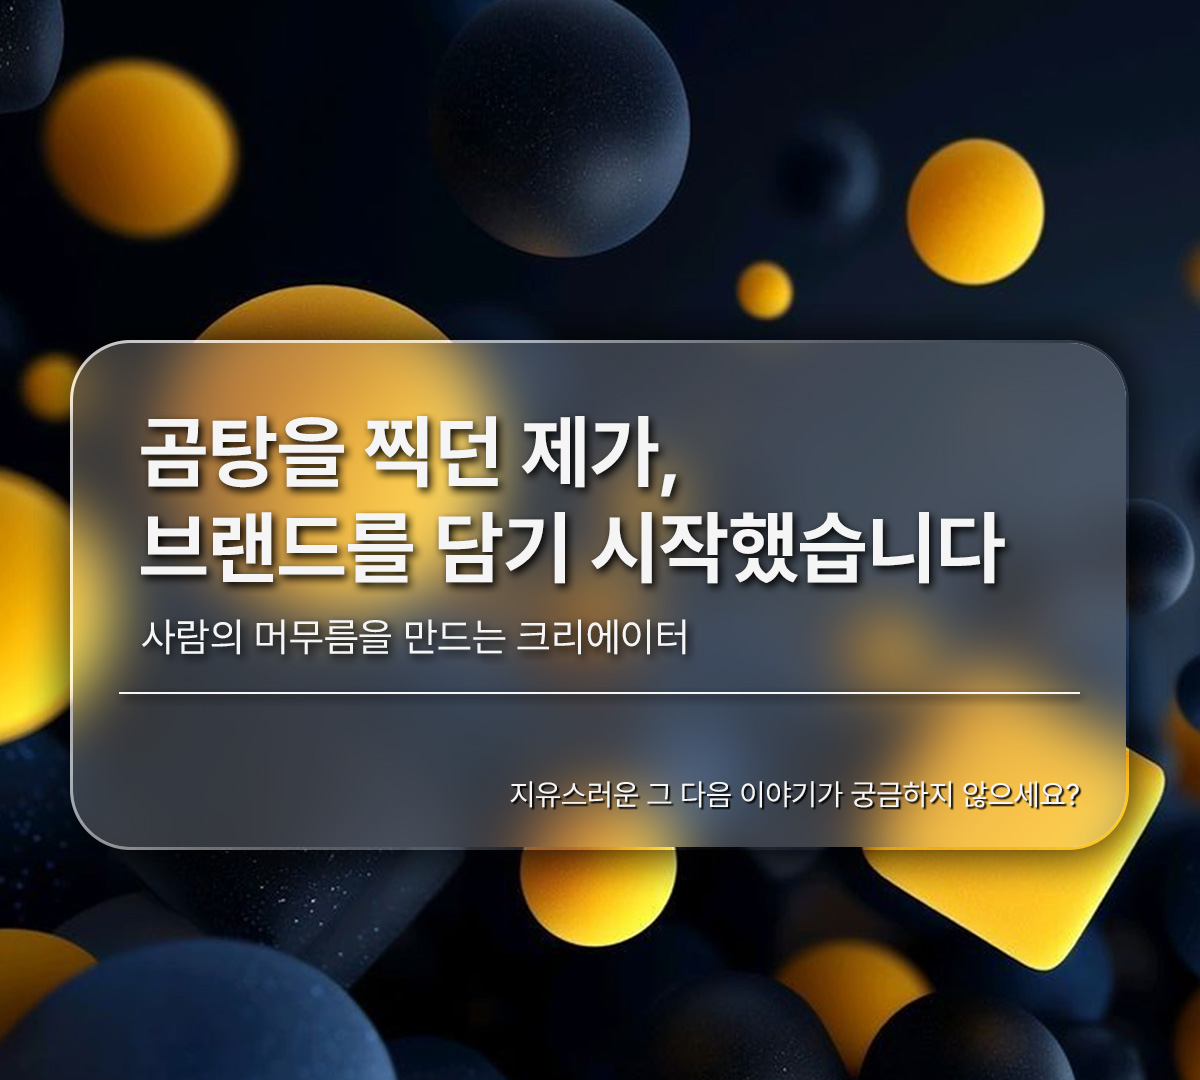 곰탕을 찍던 제가,
브랜드를 담기 시작했습니다
사람의 머무름을 만드는 크리에이터
지유스러운 그 다음 이야기가 궁금하지 않으세요?